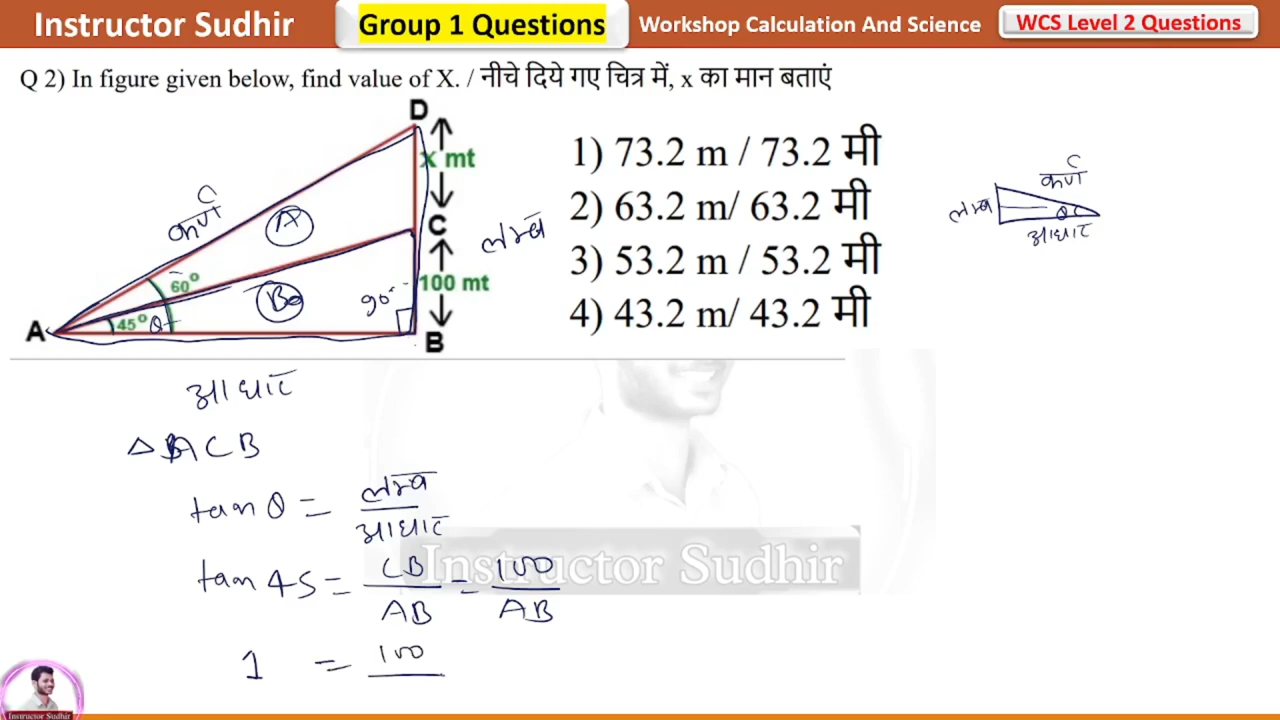 Instructor Sudhir
Group 1 Questions
Workshop Calculation And Science
WCS Level 2 Questions
Q 2) In figure given below, find value of X. / नीचे दिये गए चित्र में, x का मान बताएं
D
X mt
C
100 mt
B
A
60°
45° θ
90°
A
B
C
कर्ण
लम्ब
1) 73.2 m / 73.2 मी
2) 63.2 m/ 63.2 मी
3) 53.2 m / 53.2 मी
4) 43.2 m/ 43.2 मी
C
कर्ण
लम्ब
θ
आधार
आधार
Δ ACB
tan θ = लम्ब / आधार
tan 45 = CB / AB = 100 / AB
1 = 100
Instructor Sudhir
Instructor Sudhir